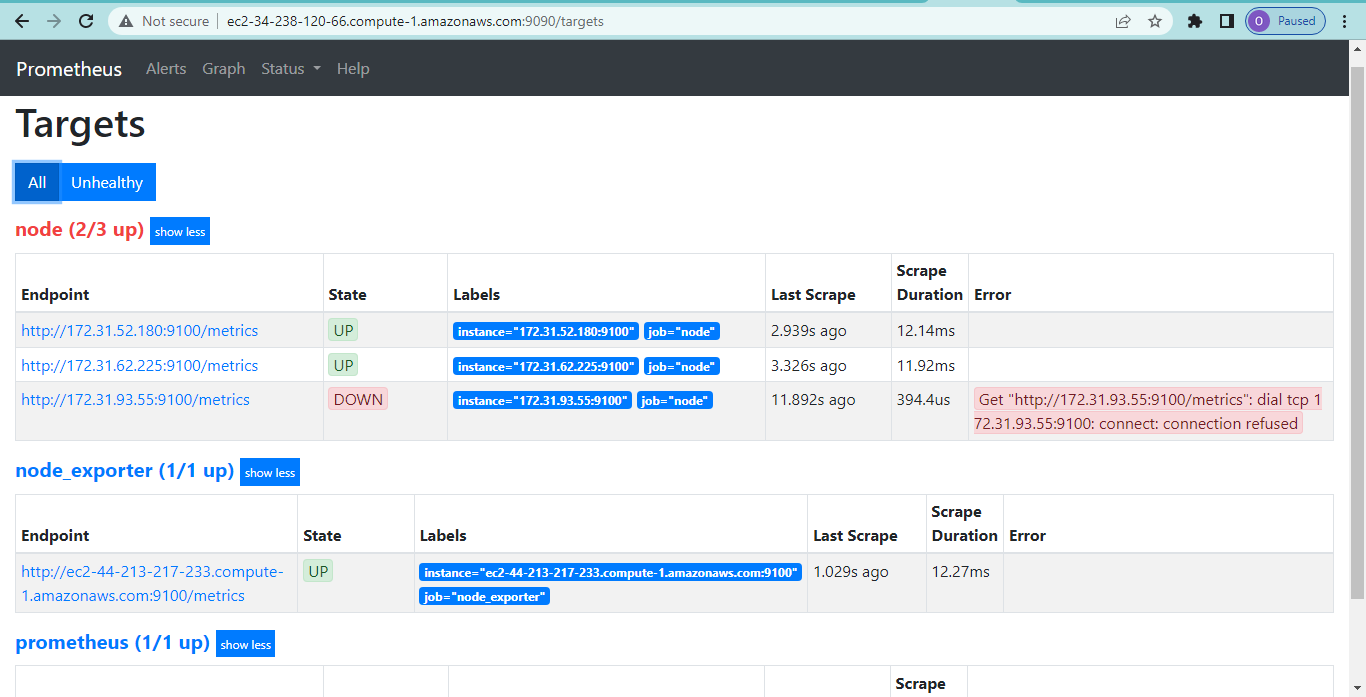 Not secure | ec2-34-238-120-66.compute-1.amazonaws.com:9090/targets
O Paused
Prometheus Alerts Graph Status Help
Targets
All Unhealthy
node (2/3 up) show less
Scrape
Endpoint State Labels Last Scrape Duration Error
http://172.31.52.180:9100/metrics UP instance="172.31.52.180:9100" job="node" 2.939s ago 12.14ms
http://172.31.62.225:9100/metrics UP instance="172.31.62.225:9100" job="node" 3.326s ago 11.92ms
http://172.31.93.55:9100/metrics DOWN instance="172.31.93.55:9100" job="node" 11.892s ago 394.4us Get "http://172.31.93.55:9100/metrics": dial tcp 1
72.31.93.55:9100: connect: connection refused
node_exporter (1/1 up) show less
Scrape
Endpoint State Labels Last Scrape Duration Error
http://ec2-44-213-217-233.compute- UP instance="ec2-44-213-217-233.compute-1.amazonaws.com:9100" 1.029s ago 12.27ms
1.amazonaws.com:9100/metrics job="node_exporter"
prometheus (1/1 up) show less
Scrape